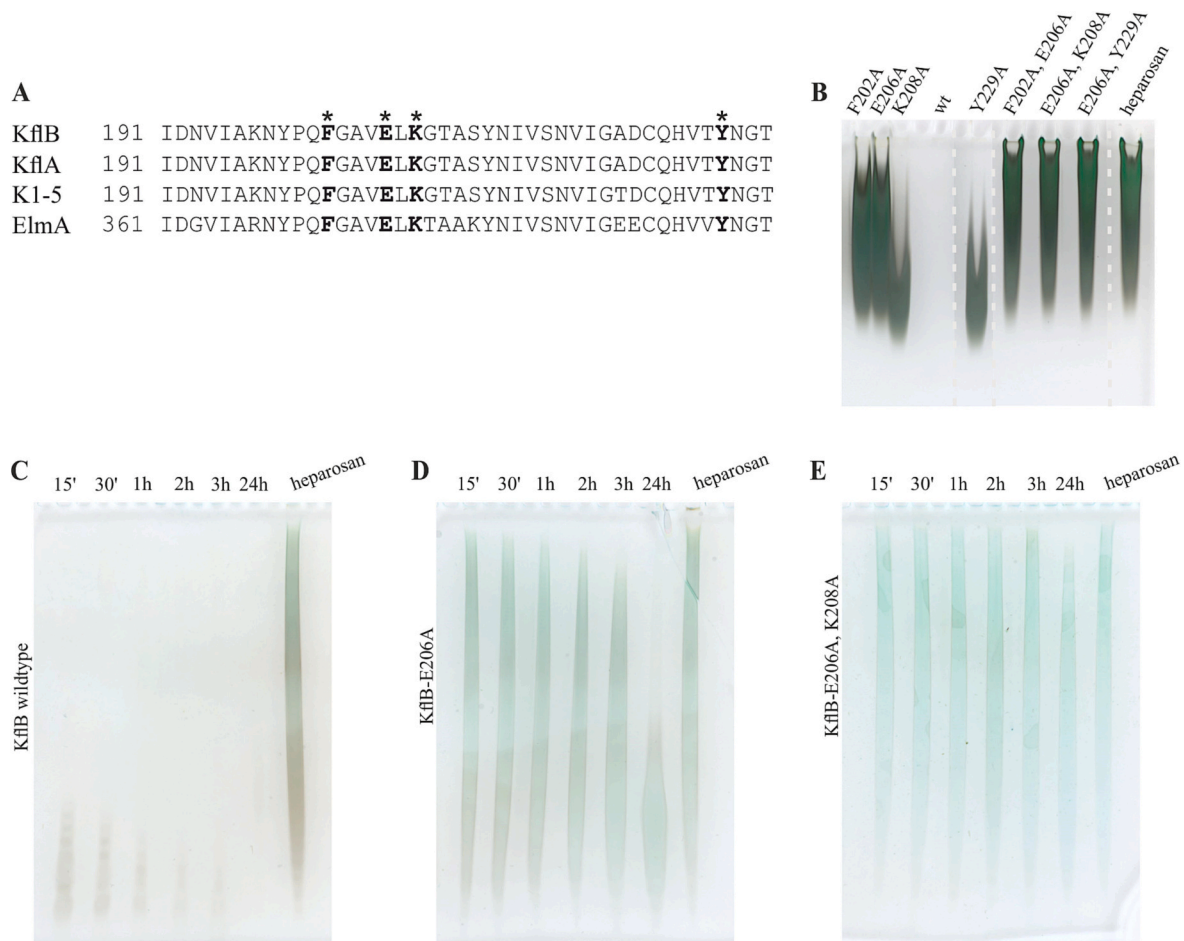 A
* * * *
KflB 191 IDNVIAKNYPQFGAVELKGTASYNIVSNVIGADCQHVTYNGT
KflA 191 IDNVIAKNYPQFGAVELKGTASYNIVSNVIGADCQHVTYNGT
K1-5 191 IDNVIAKNYPQFGAVELKGTASYNIVSNVIGTDCQHVTYNGT
ElmA 361 IDGVIARNYPQFGAVELKTAAKYNIVSNVIGEECQHVVYNGT
B
F202A
E206A
K208A
wt
Y229A
F202A, E206A
E206A, K208A
E206A, Y229A
heparosan
C
15' 30' 1h 2h 3h 24h heparosan
KflB wildtype
D
15' 30' 1h 2h 3h 24h heparosan
KflB-E206A
E
15' 30' 1h 2h 3h 24h heparosan
KflB-E206A, K208A